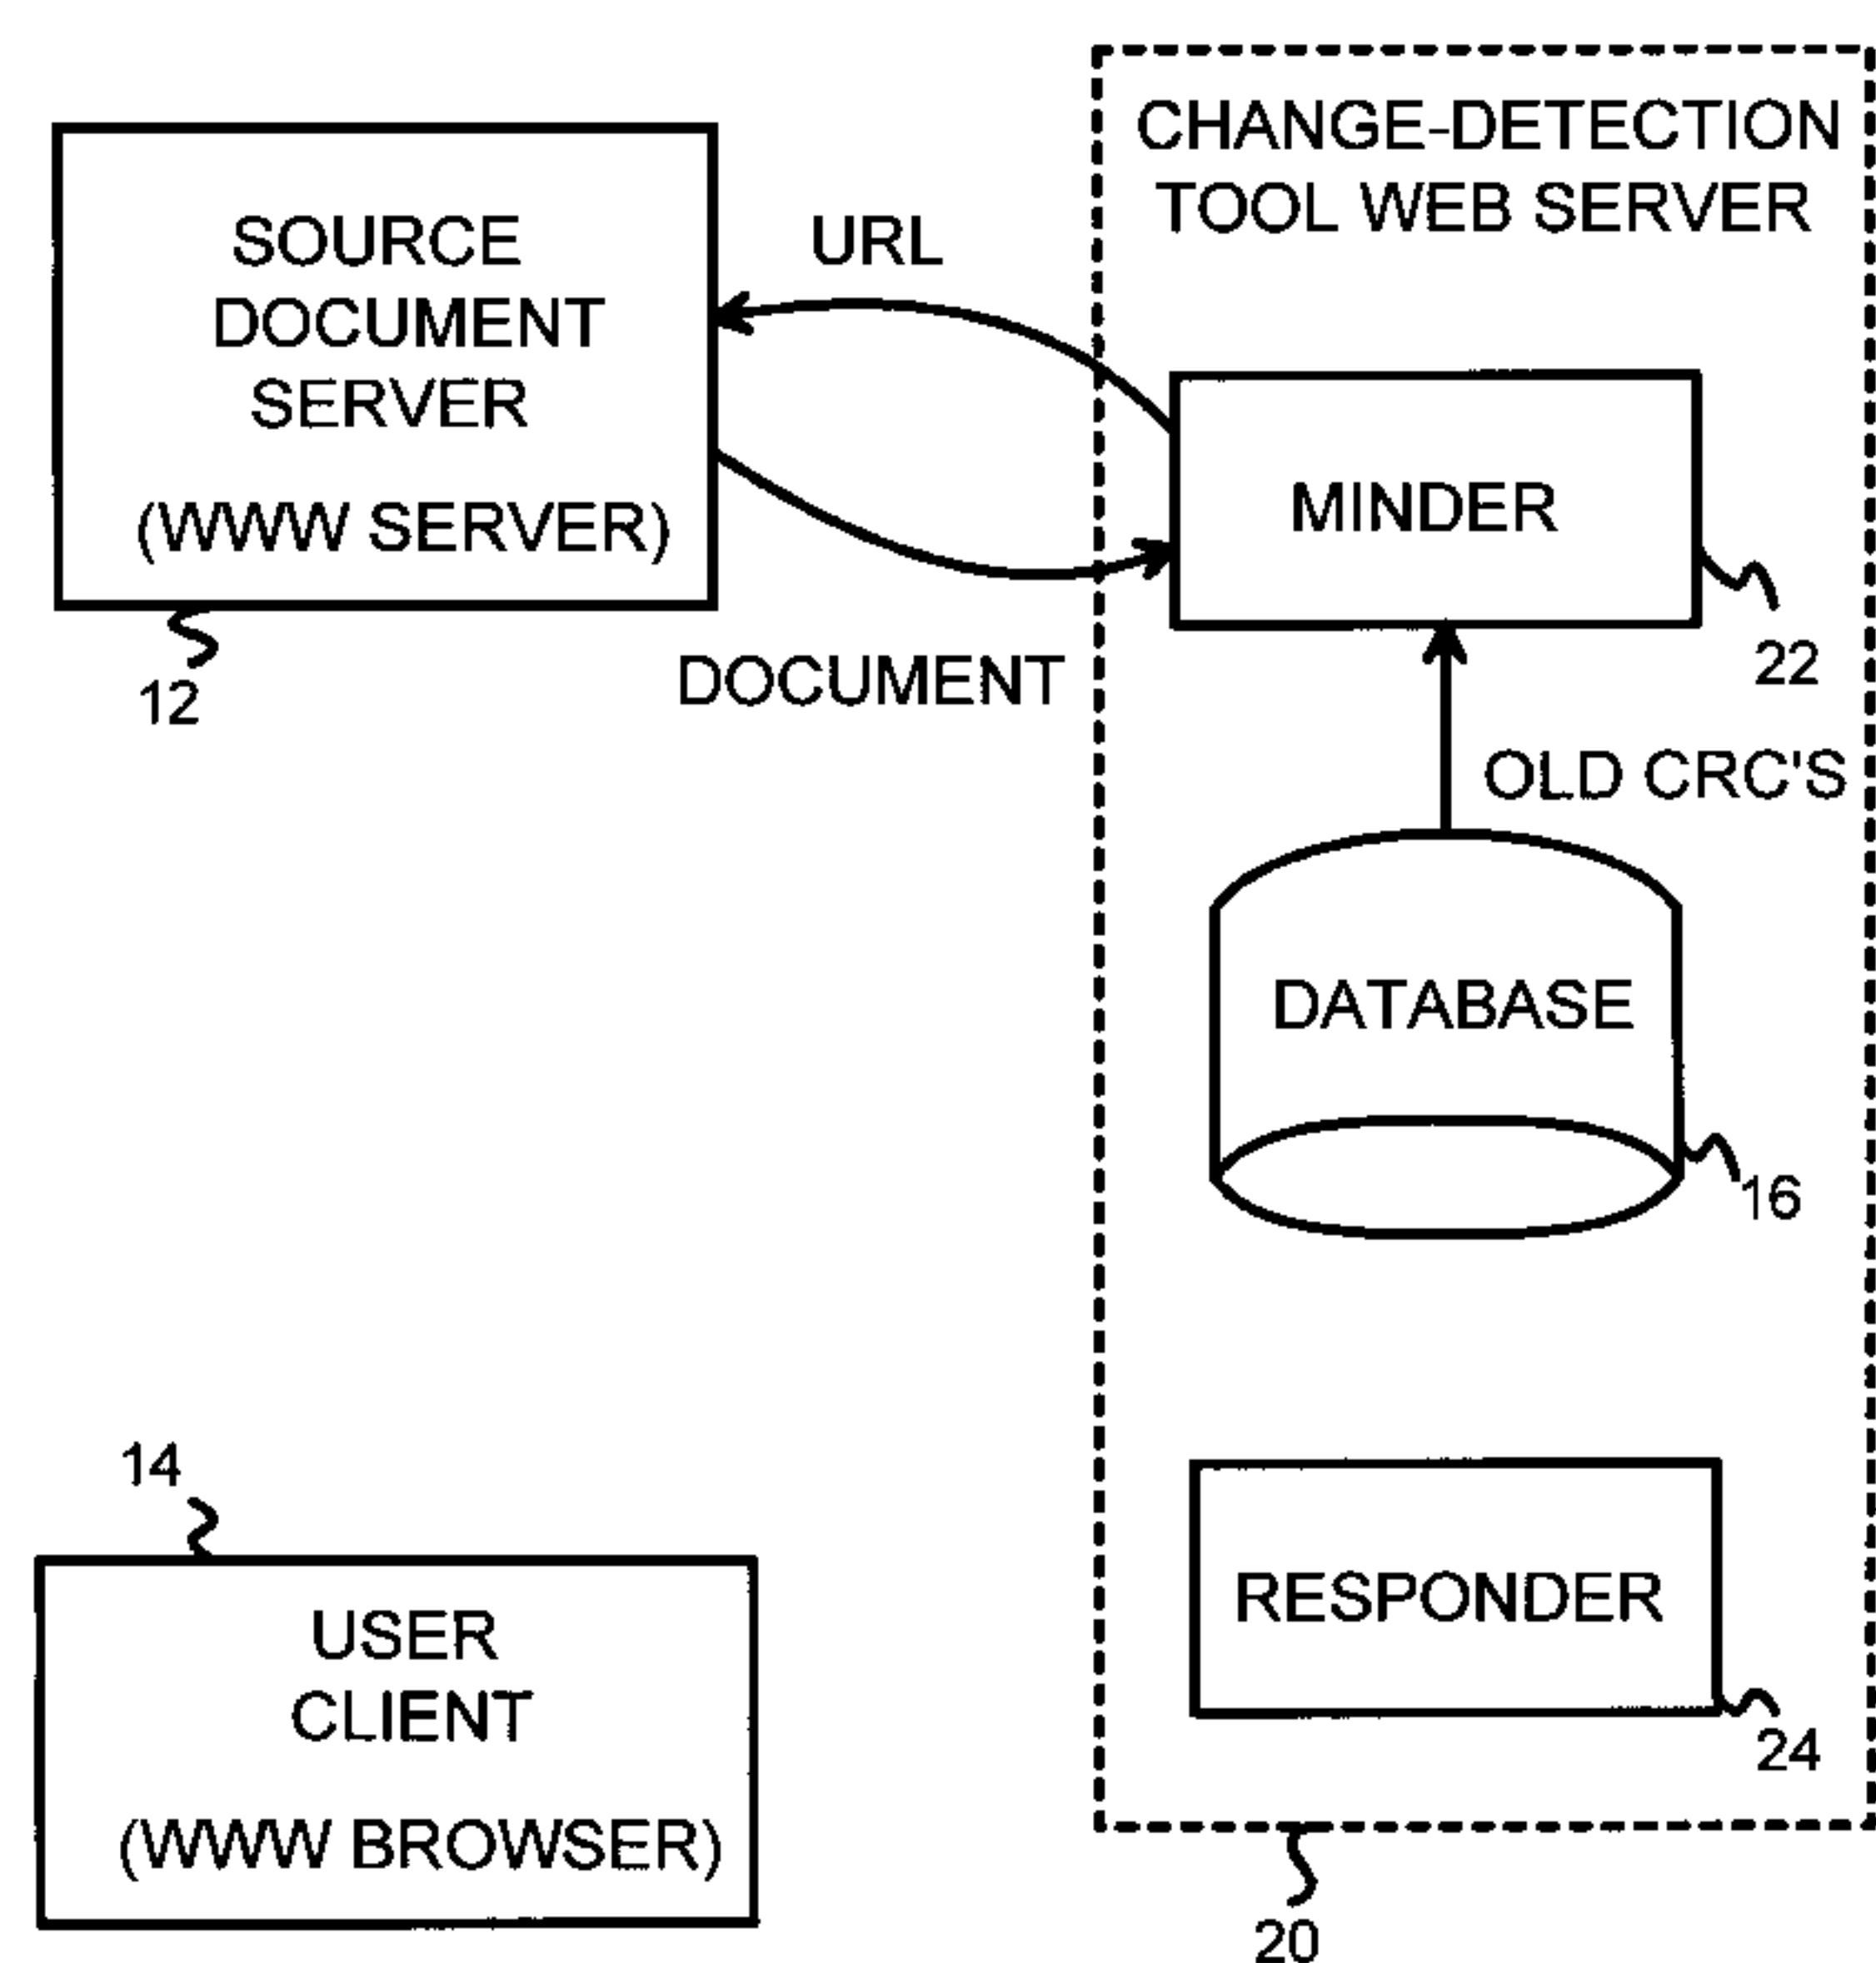 CHANGE-DETECTION
TOOL WEB SERVER
SOURCE
DOCUMENT
SERVER
(WWW SERVER)
12
URL
DOCUMENT
MINDER
22
OLD CRC'S
DATABASE
16
14
USER
CLIENT
(WWW BROWSER)
RESPONDER
24
20